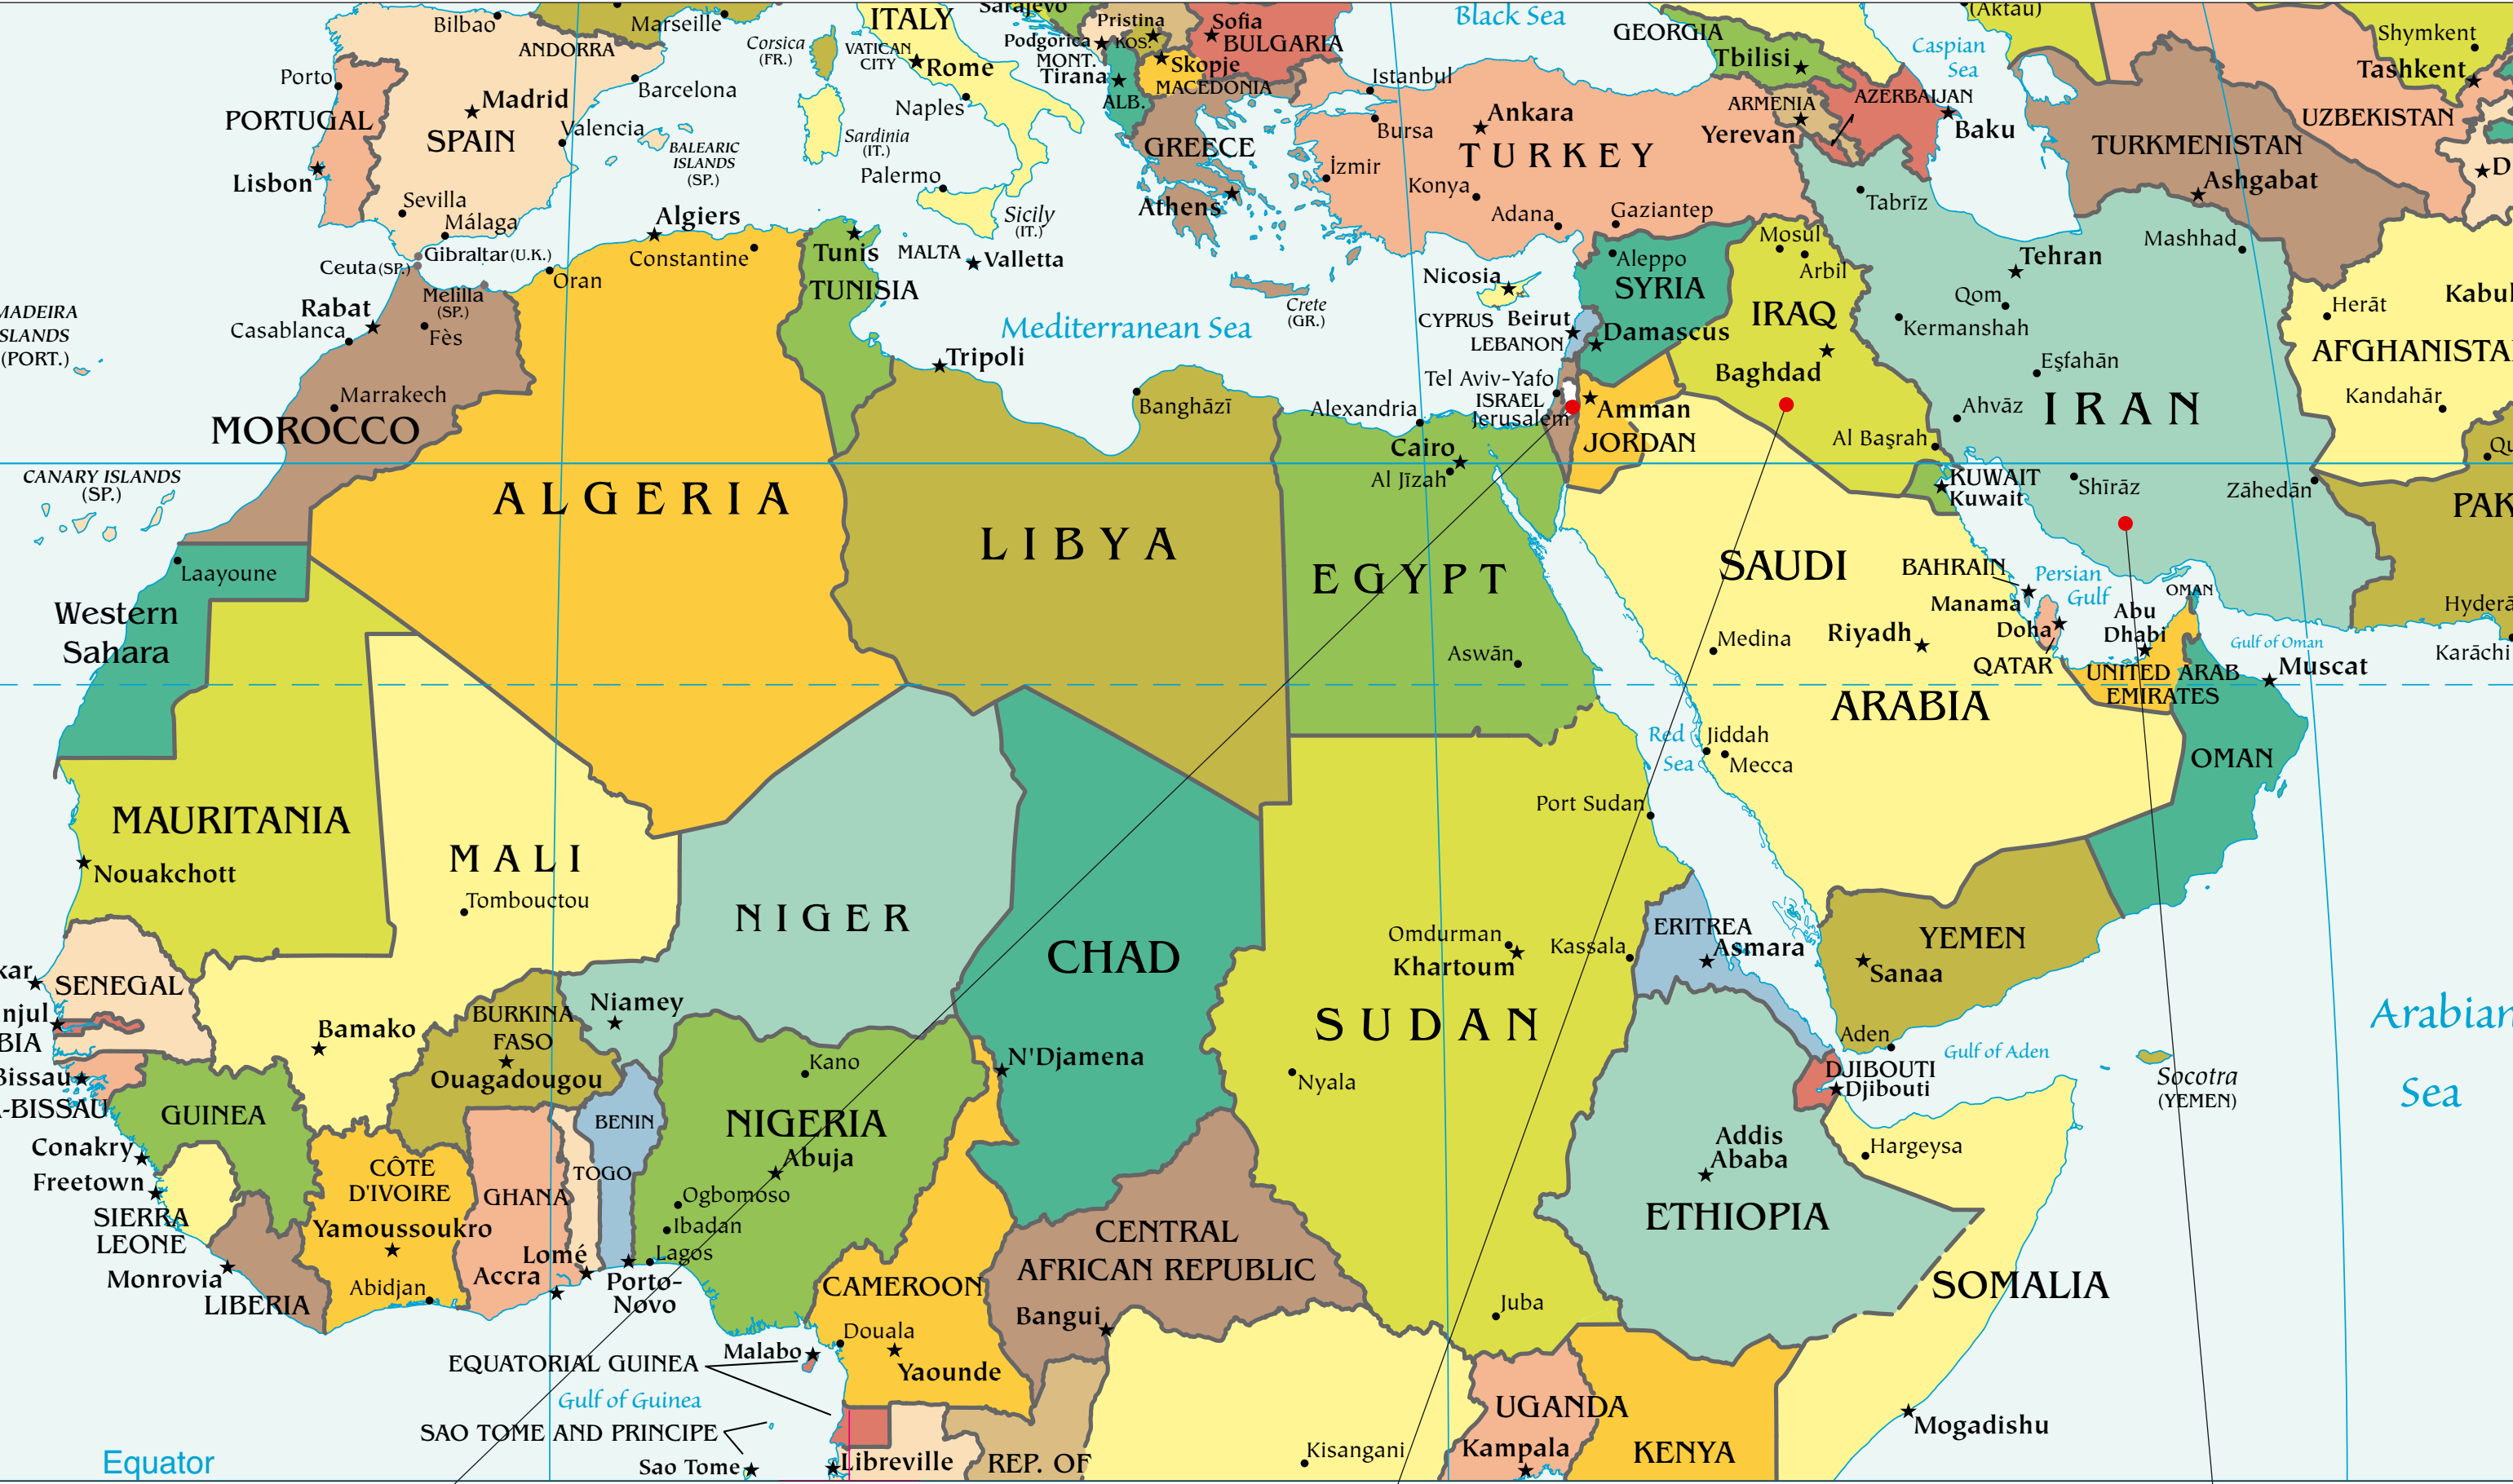 Bilbao
Marseille
ANDORRA
Corsica
(FR.)
ITALY
VATICAN
CITY
Rome
Sarajevo
Pristina
Podgorica
KOS.
MONT.
Tirana
Skopje
ALB.
MACEDONIA
Sofia
BULGARIA
Black Sea
GEORGIA
Tbilisi
Caspian
Sea
(Aktau)
Shymkent
Tashkent
Porto
PORTUGAL
Lisbon
Madrid
SPAIN
Barcelona
Valencia
BALEARIC
ISLANDS
(SP.)
Sevilla
Málaga
Gibraltar (U.K.)
Ceuta (SP.)
Melilla
(SP.)
Naples
Sardinia
(IT.)
Palermo
Sicily
(IT.)
MALTA
Valletta
GREECE
Athens
Crete
(GR.)
Istanbul
Bursa
İzmir
Ankara
TURKEY
Konya
Adana
Gaziantep
ARMENIA
Yerevan
AZERBAIJAN
Baku
TURKMENISTAN
Ashgabat
UZBEKISTAN
D
Tabrīz
Tehran
Mashhad
Qom
Kermanshah
Eşfahān
IRAN
Ahvāz
Shīrāz
Zāhedān
Herāt
Kabul
AFGHANISTA
Kandahār
Qu
PAK
Hyderā
Karāchi
Nicosia
CYPRUS
Beirut
LEBANON
Aleppo
SYRIA
Damascus
Mosul
Arbil
IRAQ
Baghdad
Al Başrah
Tel Aviv-Yafo
ISRAEL
Jerusalem
Amman
JORDAN
KUWAIT
Kuwait
Mediterranean Sea
MADEIRA
ISLANDS
(PORT.)
CANARY ISLANDS
(SP.)
Rabat
Casablanca
Fès
Marrakech
MOROCCO
Algiers
Constantine
Oran
ALGERIA
Tunis
TUNISIA
Tripoli
Banghāzī
LIBYA
Alexandria
Cairo
Al Jīzah
EGYPT
Aswān
SAUDI
ARABIA
Medina
Riyadh
Jiddah
Mecca
Red
Sea
BAHRAIN
Manama
Persian
Gulf
Doha
QATAR
Abu
Dhabi
OMAN
UNITED ARAB
EMIRATES
Gulf of Oman
Muscat
OMAN
Laayoune
Western
Sahara
MAURITANIA
Nouakchott
MALI
Tombouctou
Bamako
NIGER
Niamey
CHAD
N'Djamena
SUDAN
Port Sudan
Omdurman
Khartoum
Kassala
Nyala
Juba
ERITREA
Asmara
YEMEN
Sanaa
Aden
Gulf of Aden
Socotra
(YEMEN)
Arabian
Sea
DJIBOUTI
Djibouti
Hargeysa
Addis
Ababa
ETHIOPIA
SOMALIA
Mogadishu
kar
SENEGAL
njul
BIA
Bissau
A-BISSAU
GUINEA
Conakry
Freetown
SIERRA
LEONE
Monrovia
LIBERIA
CÔTE
D'IVOIRE
Yamoussoukro
Abidjan
BURKINA
FASO
Ouagadougou
GHANA
Accra
TOGO
Lomé
BENIN
Porto-
Novo
Kano
NIGERIA
Abuja
Ogbomoso
Ibadan
Lagos
CAMEROON
Douala
Yaounde
Malabo
EQUATORIAL GUINEA
Gulf of Guinea
SAO TOME AND PRINCIPE
Sao Tome
Libreville
REP. OF
CENTRAL
AFRICAN REPUBLIC
Bangui
Kisangani
UGANDA
Kampala
KENYA
Equator